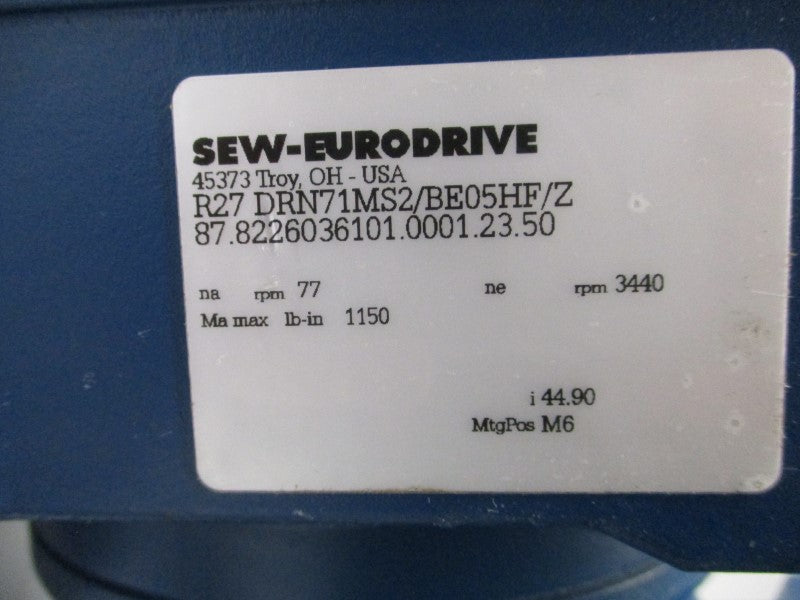 SEW-EURODRIVE
45373 Troy, OH - USA
R27 DRN71MS2/BE05HF/Z
87.8226036101.0001.23.50
na rpm 77 ne rpm 3440
Ma max lb-in 1150
i 44.90
MtgPos M6